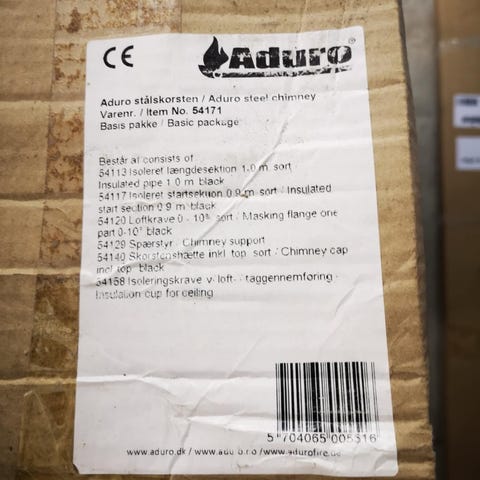 CE
Aduro®
Aduro stålskorsten / Aduro steel chimney
Varenr. / Item No. 54171
Basis pakke / Basic package
Består af consists of
54113 Isoleret længdesektion 1.0 m sort /
Insulated pipe 1.0 m black
54117 Isoleret startsektion 0.9 m sort / Insulated
start section 0.9 m black
54120 Loftkrave 0 - 10° sort / Masking flange one
part 0-10° black
54129 Spærstyr / Chimney support
54140 Skorstenshætte inkl top sort / Chimney cap
incl top black
54158 Isoleringskrave v loft- / taggennemføring /
Insulation cup for ceiling
5 704065 005516
www.aduro.dk / www.aduro.no / www.adurofire.de